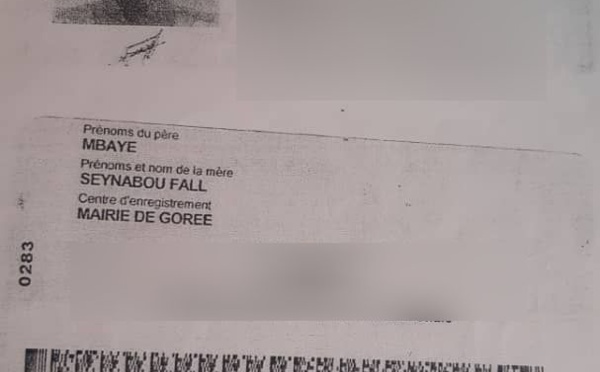 Prénoms du père
MBAYE
Prénoms et nom de la mère
SEYNABOU FALL
Centre d'enregistrement
MAIRIE DE GOREE
0283